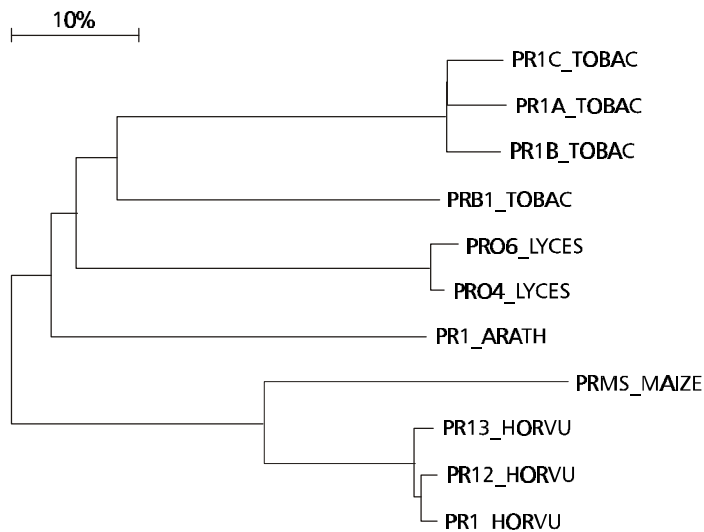 10%
PR1C_TOBAC
PR1A_TOBAC
PR1B_TOBAC
PRB1_TOBAC
PRO6_LYCES
PRO4_LYCES
PR1_ARATH
PRMS_MAIZE
PR13_HORVU
PR12_HORVU
PR1_HORVU